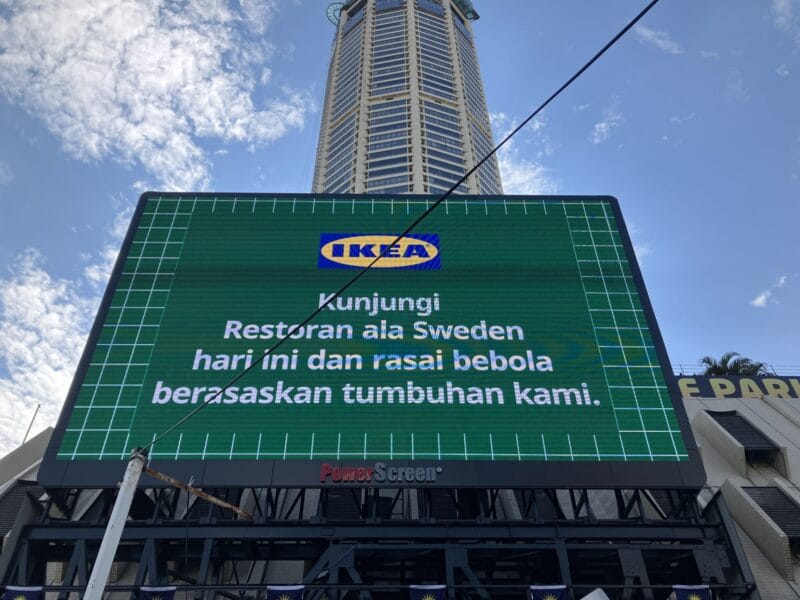 IKEA
Kunjungi
Restoran ala Sweden
hari ini dan rasai bebola
berasaskan tumbuhan kami.
PowerScreen